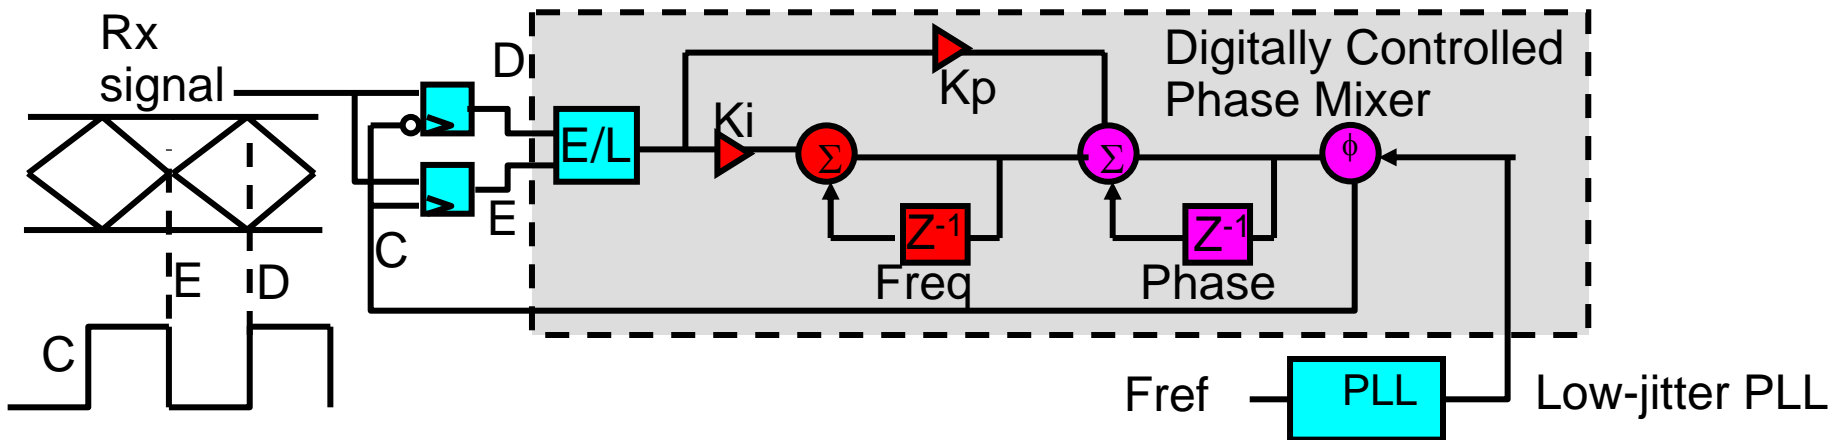 Rx
signal
D
E
C
E
D
C
E/L
Ki
Kp
Σ
Z-1
Freq
Σ
Z-1
Phase
ϕ
Digitally Controlled
Phase Mixer
Fref
PLL
Low-jitter PLL